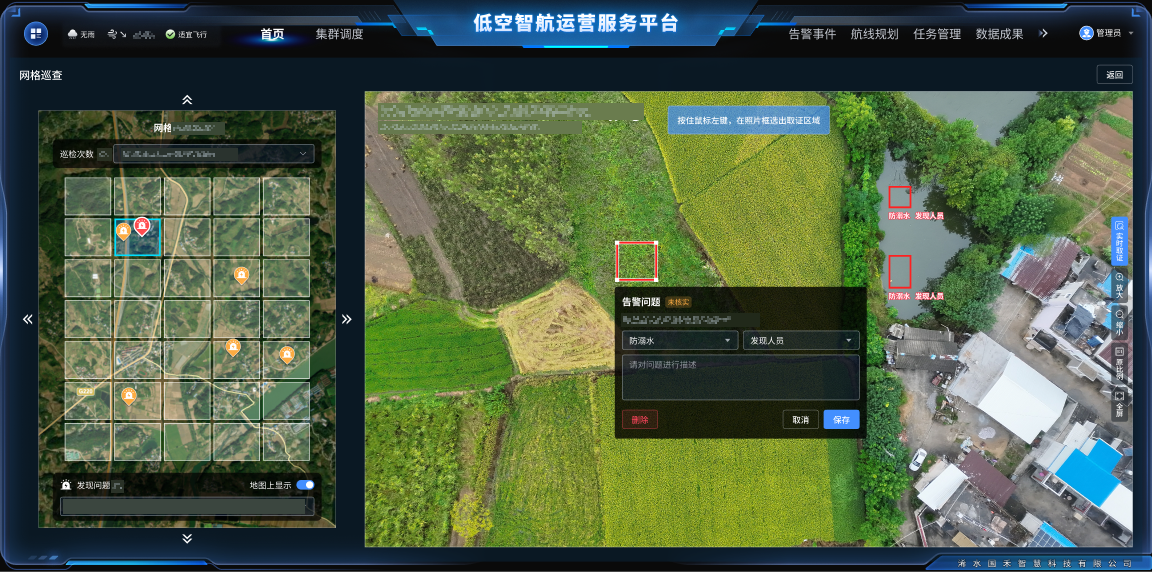 低空智航运营服务平台
无雨
适宜飞行
首页
集群调度
告警事件
航线规划
任务管理
数据成果
管理员
网格巡查
返回
网格
巡检次数
发现问题
地图上显示
按住鼠标左键，在照片框选出取证区域
防溺水 发现人员
防溺水 发现人员
告警问题 未核实
防溺水
发现人员
请对问题进行描述
删除
取消
保存
实时取证
放大
缩小
原比例
全屏
浠水国禾智慧科技有限公司